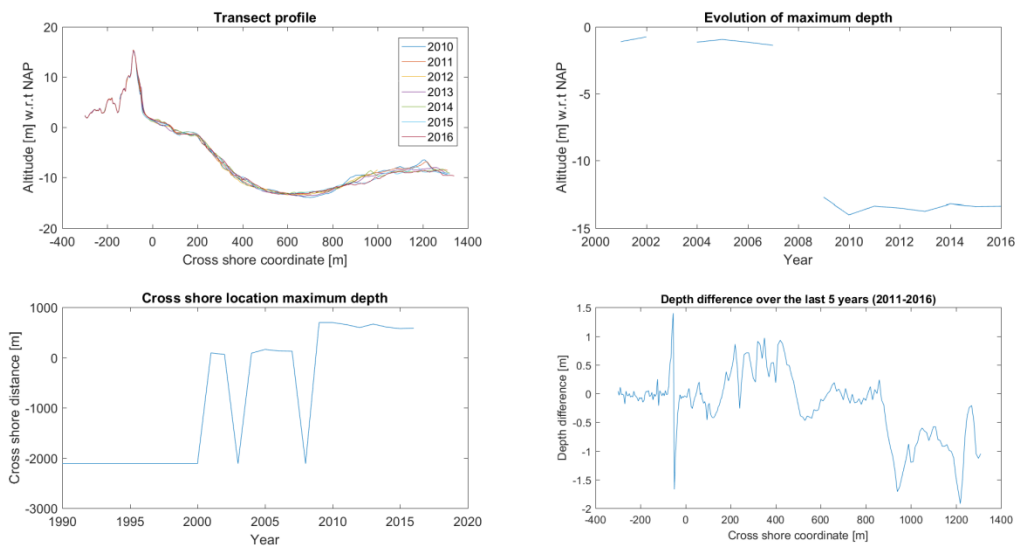 Transect profile
20
10
0
-10
-20
Altitude [m] w.r.t NAP
2010
2011
2012
2013
2014
2015
2016
-400 -200 0 200 400 600 800 1000 1200 1400
Cross shore coordinate [m]
Evolution of maximum depth
0
-5
-10
-15
Altitude [m] w.r.t NAP
2000 2002 2004 2006 2008 2010 2012 2014 2016
Year
Cross shore location maximum depth
1000
0
-1000
-2000
-3000
Cross shore distance [m]
1990 1995 2000 2005 2010 2015 2020
Year
Depth difference over the last 5 years (2011-2016)
1.5
1
0.5
0
-0.5
-1
-1.5
-2
Depth difference [m]
-400 -200 0 200 400 600 800 1000 1200 1400
Cross shore coordinate [m]